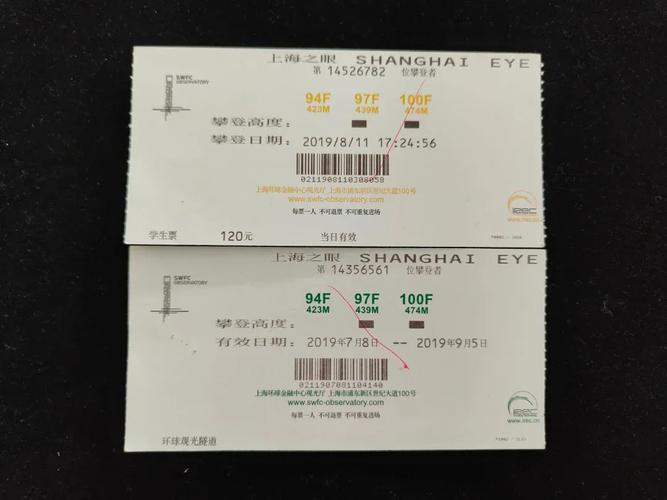 上海之眼 SHANGHAI EYE
第 14526782 位攀登者
SWFC
OBSERVATORY
94F 97F 100F
423M 439M 474M
攀登高度：
攀登日期： 2019/8/11 17:24:56
0211908110308058
上海环球金融中心观光厅 上海市浦东新区世纪大道100号
www.swfc-observatory.com
每票一人 不可退票 不可重复进场
www.ieec.cn
学生票 120元 当日有效
上海之眼 SHANGHAI EYE
第 14356561 位攀登者
SWFC
OBSERVATORY
94F 97F 100F
423M 439M 474M
攀登高度：
有效日期： 2019年7月8日 -- 2019年9月5日
0211907081104140
上海环球金融中心观光厅 上海市浦东新区世纪大道100号
www.swfc-observatory.com
每票一人 不可退票 不可重复进场
www.ieec.cn
环球观光隧道